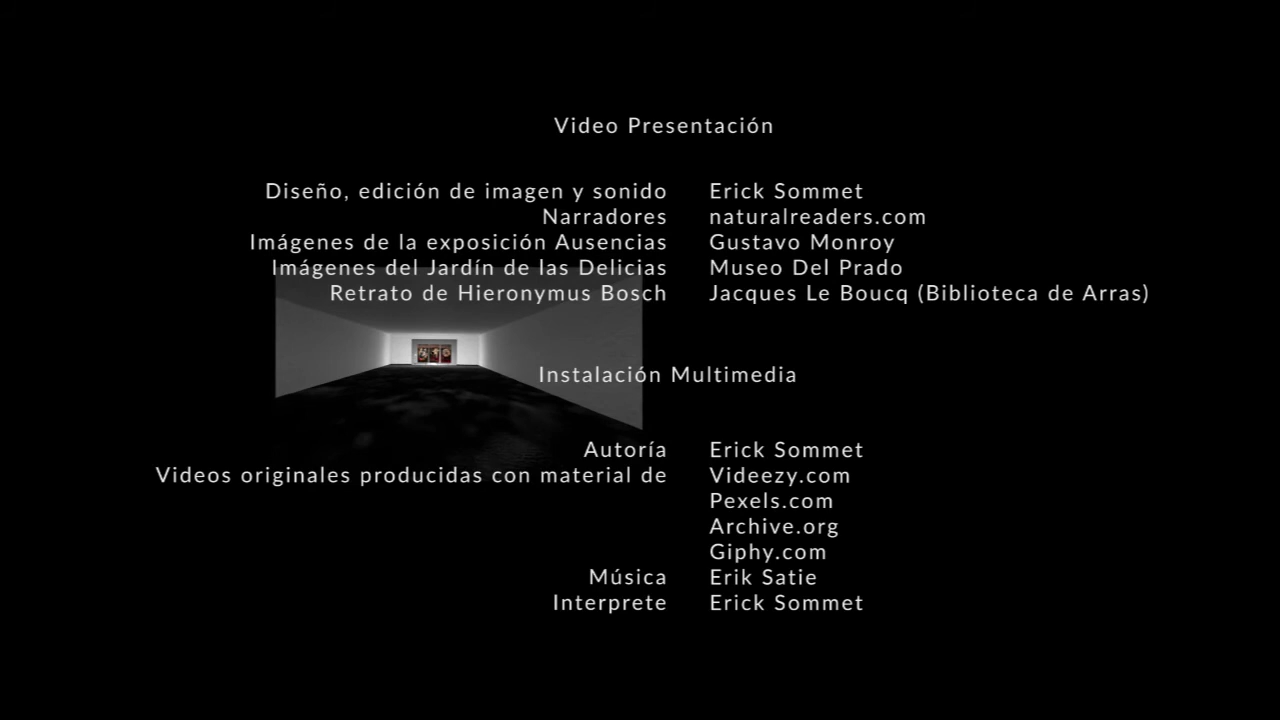 Video Presentación
Diseño, edición de imagen y sonido Erick Sommet
Narradores naturalreaders.com
Imágenes de la exposición Ausencias Gustavo Monroy
Imágenes del Jardín de las Delicias Museo Del Prado
Retrato de Hieronymus Bosch Jacques Le Boucq (Biblioteca de Arras)
Instalación Multimedia
Autoría Erick Sommet
Videos originales producidas con material de Videezy.com
Pexels.com
Archive.org
Giphy.com
Música Erik Satie
Interprete Erick Sommet